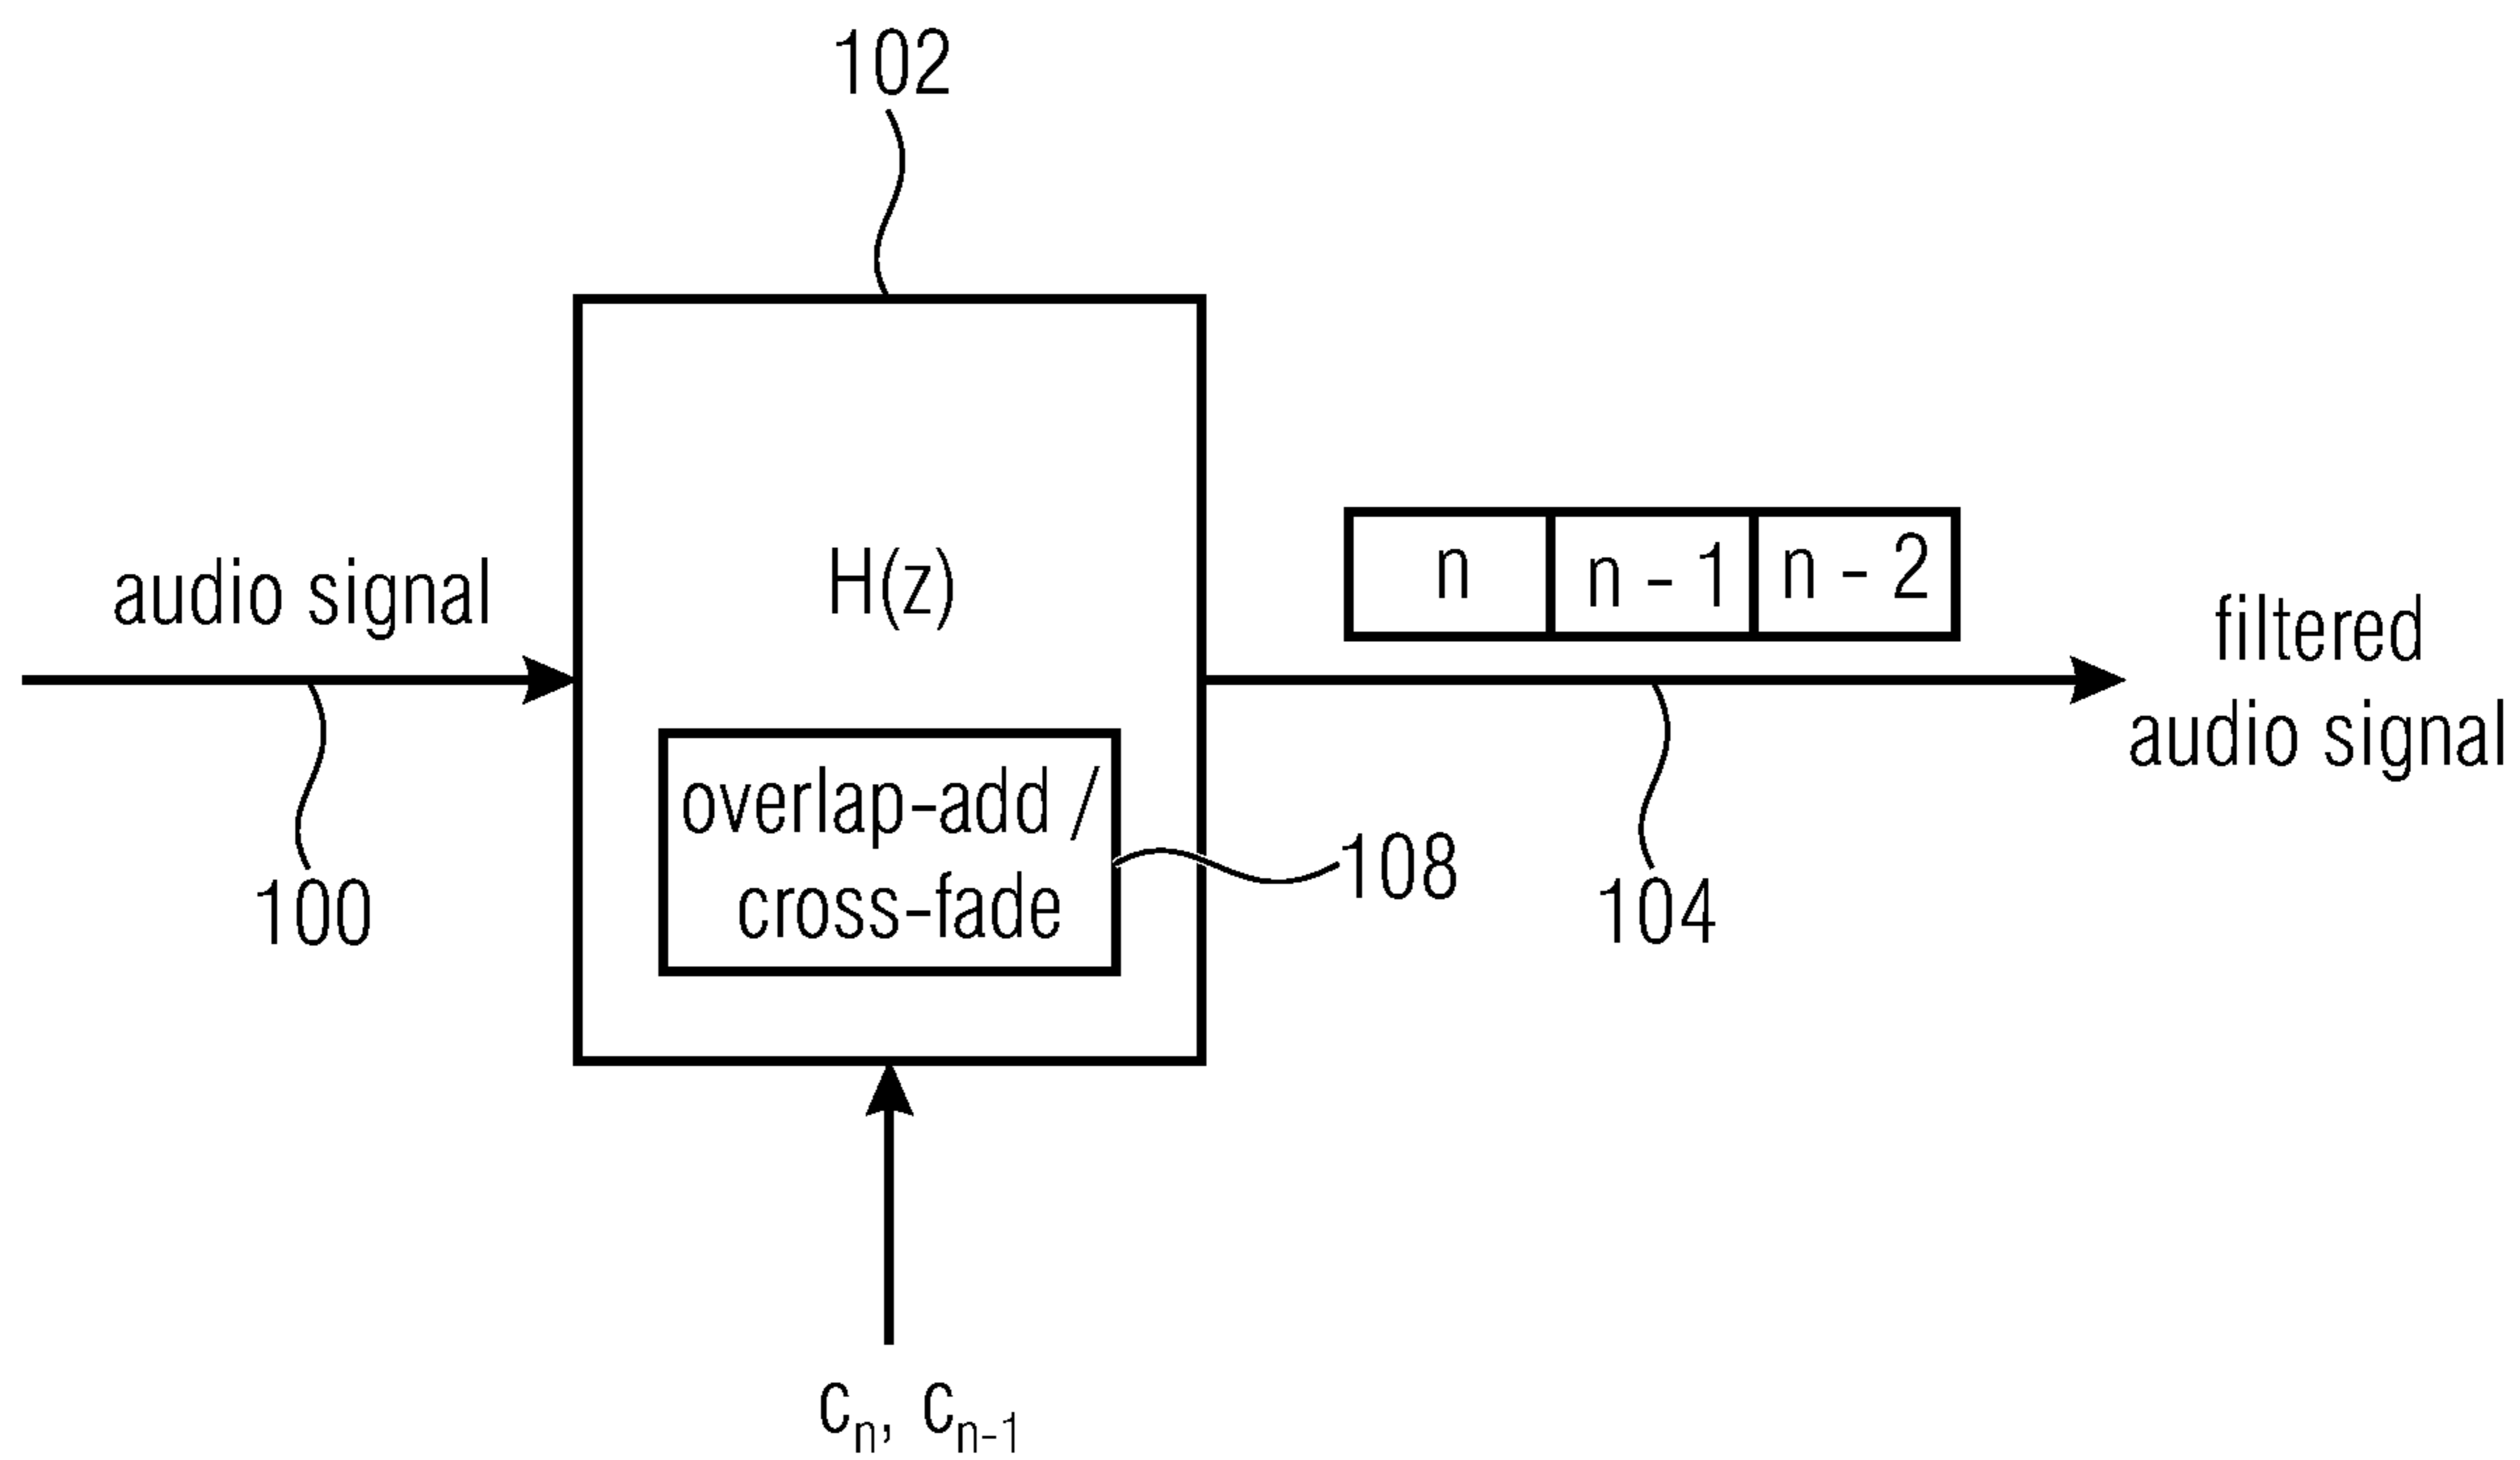 102
H(z)
audio signal
n n - 1 n - 2
filtered
audio signal
overlap-add /
cross-fade
108
100
104
cn, cn-1